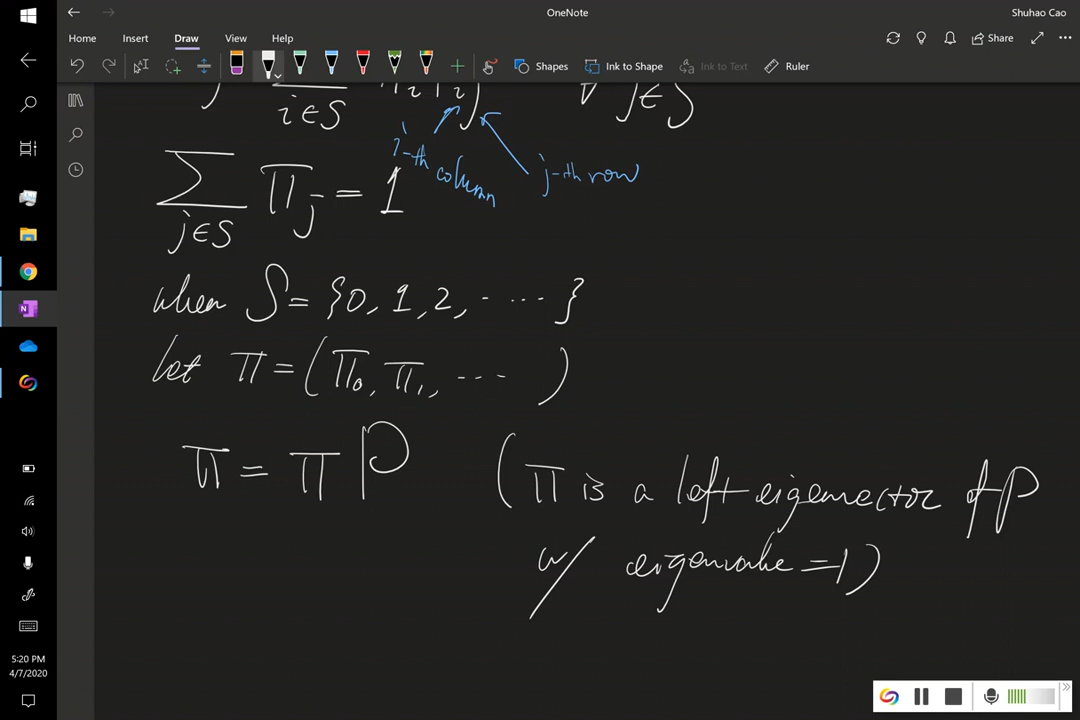 OneNote
Shuhao Cao
Home Insert Draw View Help
Share
Shapes
Ink to Shape
Ink to Text
Ruler
i∈S
∀ j∈S
i-th column
j-th row
∑ π_j = 1
j∈S
when S = {0, 1, 2, ⋯ }
let π = (π₀, π₁, ⋯ )
π = π P
(π is a left eigenvector of P
w/ eigenvalue = 1)
5:20 PM
4/7/2020